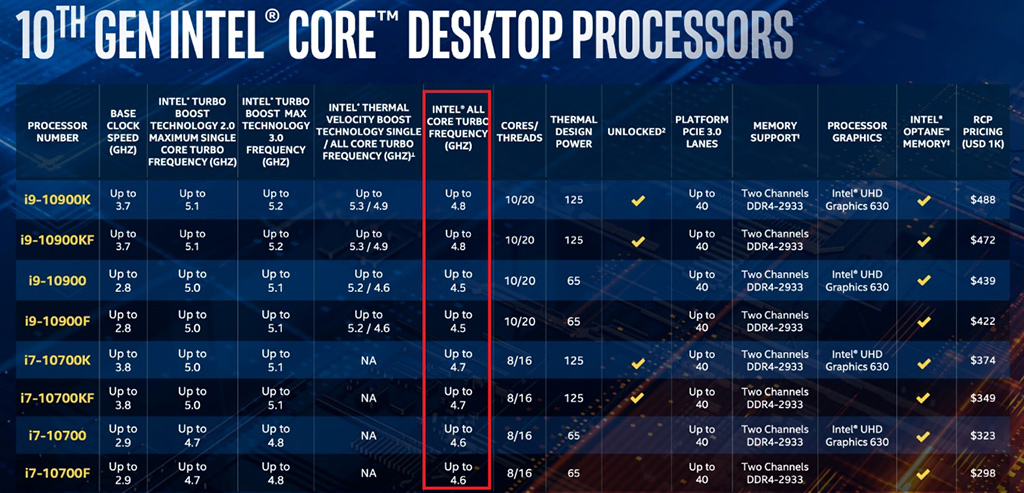 10TH GEN INTEL® CORE™ DESKTOP PROCESSORS
PROCESSOR NUMBER | BASE CLOCK SPEED (GHZ) | INTEL® TURBO BOOST TECHNOLOGY 2.0 MAXIMUM SINGLE CORE TURBO FREQUENCY (GHZ) | INTEL® TURBO BOOST MAX TECHNOLOGY 3.0 FREQUENCY (GHZ) | INTEL® THERMAL VELOCITY BOOST TECHNOLOGY SINGLE / ALL CORE TURBO FREQUENCY (GHZ)⊥ | INTEL® ALL CORE TURBO FREQUENCY (GHZ) | CORES/ THREADS | THERMAL DESIGN POWER | UNLOCKED² | PLATFORM PCIE 3.0 LANES | MEMORY SUPPORT¹ | PROCESSOR GRAPHICS | INTEL® OPTANE™ MEMORY‡ | RCP PRICING (USD 1K)
i9-10900K | Up to 3.7 | Up to 5.1 | Up to 5.2 | Up to 5.3 / 4.9 | Up to 4.8 | 10/20 | 125 | ✓ | Up to 40 | Two Channels DDR4-2933 | Intel® UHD Graphics 630 | ✓ | $488
i9-10900KF | Up to 3.7 | Up to 5.1 | Up to 5.2 | Up to 5.3 / 4.9 | Up to 4.8 | 10/20 | 125 | ✓ | Up to 40 | Two Channels DDR4-2933 | | ✓ | $472
i9-10900 | Up to 2.8 | Up to 5.0 | Up to 5.1 | Up to 5.2 / 4.6 | Up to 4.5 | 10/20 | 65 | | Up to 40 | Two Channels DDR4-2933 | Intel® UHD Graphics 630 | ✓ | $439
i9-10900F | Up to 2.8 | Up to 5.0 | Up to 5.1 | Up to 5.2 / 4.6 | Up to 4.5 | 10/20 | 65 | | Up to 40 | Two Channels DDR4-2933 | | ✓ | $422
i7-10700K | Up to 3.8 | Up to 5.0 | Up to 5.1 | NA | Up to 4.7 | 8/16 | 125 | ✓ | Up to 40 | Two Channels DDR4-2933 | Intel® UHD Graphics 630 | ✓ | $374
i7-10700KF | Up to 3.8 | Up to 5.0 | Up to 5.1 | NA | Up to 4.7 | 8/16 | 125 | ✓ | Up to 40 | Two Channels DDR4-2933 | | ✓ | $349
i7-10700 | Up to 2.9 | Up to 4.7 | Up to 4.8 | NA | Up to 4.6 | 8/16 | 65 | | Up to 40 | Two Channels DDR4-2933 | Intel® UHD Graphics 630 | ✓ | $323
i7-10700F | Up to 2.9 | Up to 4.7 | Up to 4.8 | NA | Up to 4.6 | 8/16 | 65 | | Up to 40 | Two Channels DDR4-2933 | | ✓ | $298